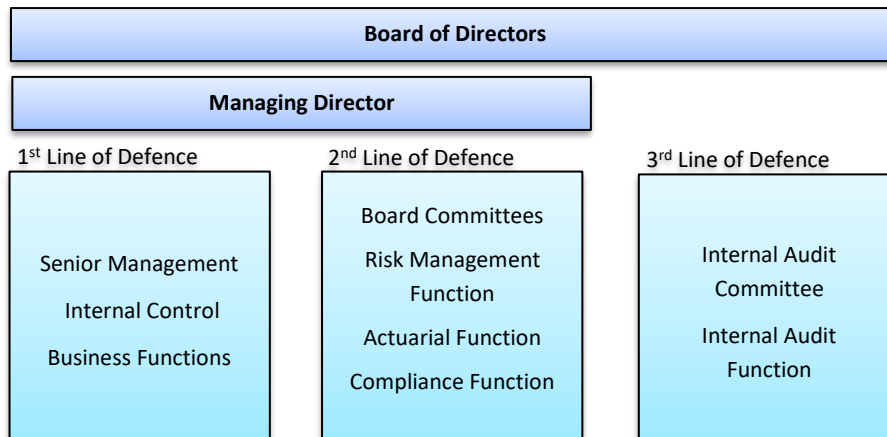 Board of Directors
Managing Director
1st Line of Defence
Senior Management
Internal Control
Business Functions
2nd Line of Defence
Board Committees
Risk Management
Function
Actuarial Function
Compliance Function
3rd Line of Defence
Internal Audit
Committee
Internal Audit
Function